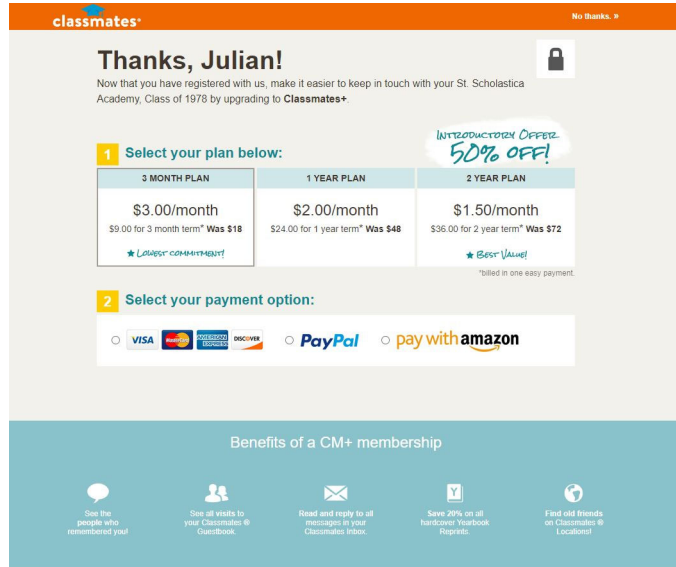 classmates®
No thanks. »
Thanks, Julian!
Now that you have registered with us, make it easier to keep in touch with your St. Scholastica
Academy, Class of 1978 by upgrading to Classmates+.
INTRODUCTORY OFFER
50% OFF!
1 Select your plan below:
3 MONTH PLAN
$3.00/month
$9.00 for 3 month term* Was $18
★ LOWEST COMMITMENT!
1 YEAR PLAN
$2.00/month
$24.00 for 1 year term* Was $48
2 YEAR PLAN
$1.50/month
$36.00 for 2 year term* Was $72
★ BEST VALUE!
*billed in one easy payment.
2 Select your payment option:
VISA MasterCard AMERICAN EXPRESS DISCOVER PayPal pay with amazon
Benefits of a CM+ membership
See the
people who
remembered you!
See all visits to
your Classmates ®
Guestbook.
Read and reply to all
messages in your
Classmates Inbox.
Y
Save 20% on all
hardcover Yearbook
Reprints.
Find old friends
on Classmates ®
Locations!